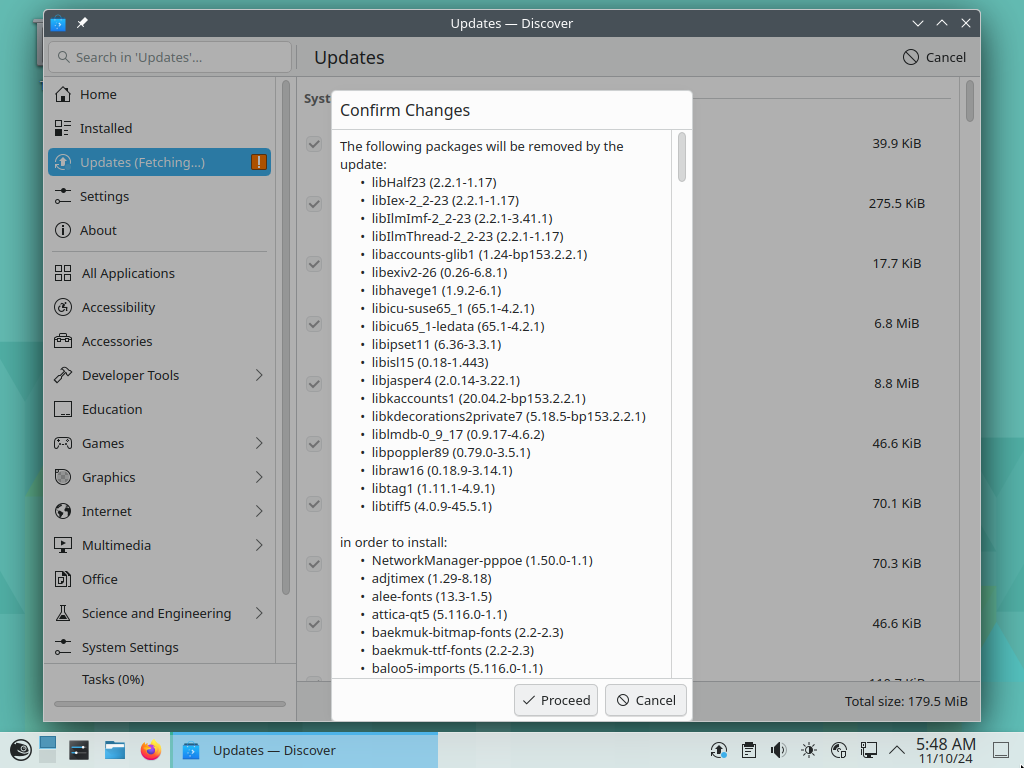 Updates — Discover
Search in 'Updates'...
Updates
Cancel
Home
Installed
Updates (Fetching...)
Settings
About
All Applications
Accessibility
Accessories
Developer Tools
Education
Games
Graphics
Internet
Multimedia
Office
Science and Engineering
System Settings
Tasks (0%)
Syst
39.9 KiB
275.5 KiB
17.7 KiB
6.8 MiB
8.8 MiB
46.6 KiB
70.1 KiB
70.3 KiB
46.6 KiB
Total size: 179.5 MiB
Confirm Changes
The following packages will be removed by the
update:
• libHalf23 (2.2.1-1.17)
• libIex-2_2-23 (2.2.1-1.17)
• libIlmImf-2_2-23 (2.2.1-3.41.1)
• libIlmThread-2_2-23 (2.2.1-1.17)
• libaccounts-glib1 (1.24-bp153.2.2.1)
• libexiv2-26 (0.26-6.8.1)
• libhavege1 (1.9.2-6.1)
• libicu-suse65_1 (65.1-4.2.1)
• libicu65_1-ledata (65.1-4.2.1)
• libipset11 (6.36-3.3.1)
• libisl15 (0.18-1.443)
• libjasper4 (2.0.14-3.22.1)
• libkaccounts1 (20.04.2-bp153.2.2.1)
• libkdecorations2private7 (5.18.5-bp153.2.2.1)
• liblmdb-0_9_17 (0.9.17-4.6.2)
• libpoppler89 (0.79.0-3.5.1)
• libraw16 (0.18.9-3.14.1)
• libtag1 (1.11.1-4.9.1)
• libtiff5 (4.0.9-45.5.1)
in order to install:
• NetworkManager-pppoe (1.50.0-1.1)
• adjtimex (1.29-8.18)
• alee-fonts (13.3-1.5)
• attica-qt5 (5.116.0-1.1)
• baekmuk-bitmap-fonts (2.2-2.3)
• baekmuk-ttf-fonts (2.2-2.3)
• baloo5-imports (5.116.0-1.1)
Proceed
Cancel
Updates — Discover
5:48 AM
11/10/24